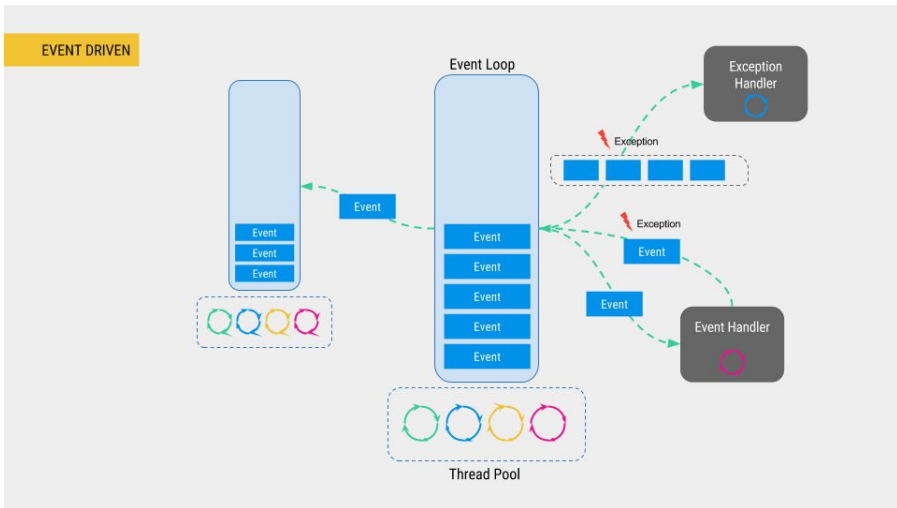 EVENT DRIVEN
Event Loop
Exception
Handler
Exception
Event
Event
Event
Event
Event
Event
Event
Event
Event
Exception
Event
Event
Event Handler
Thread Pool